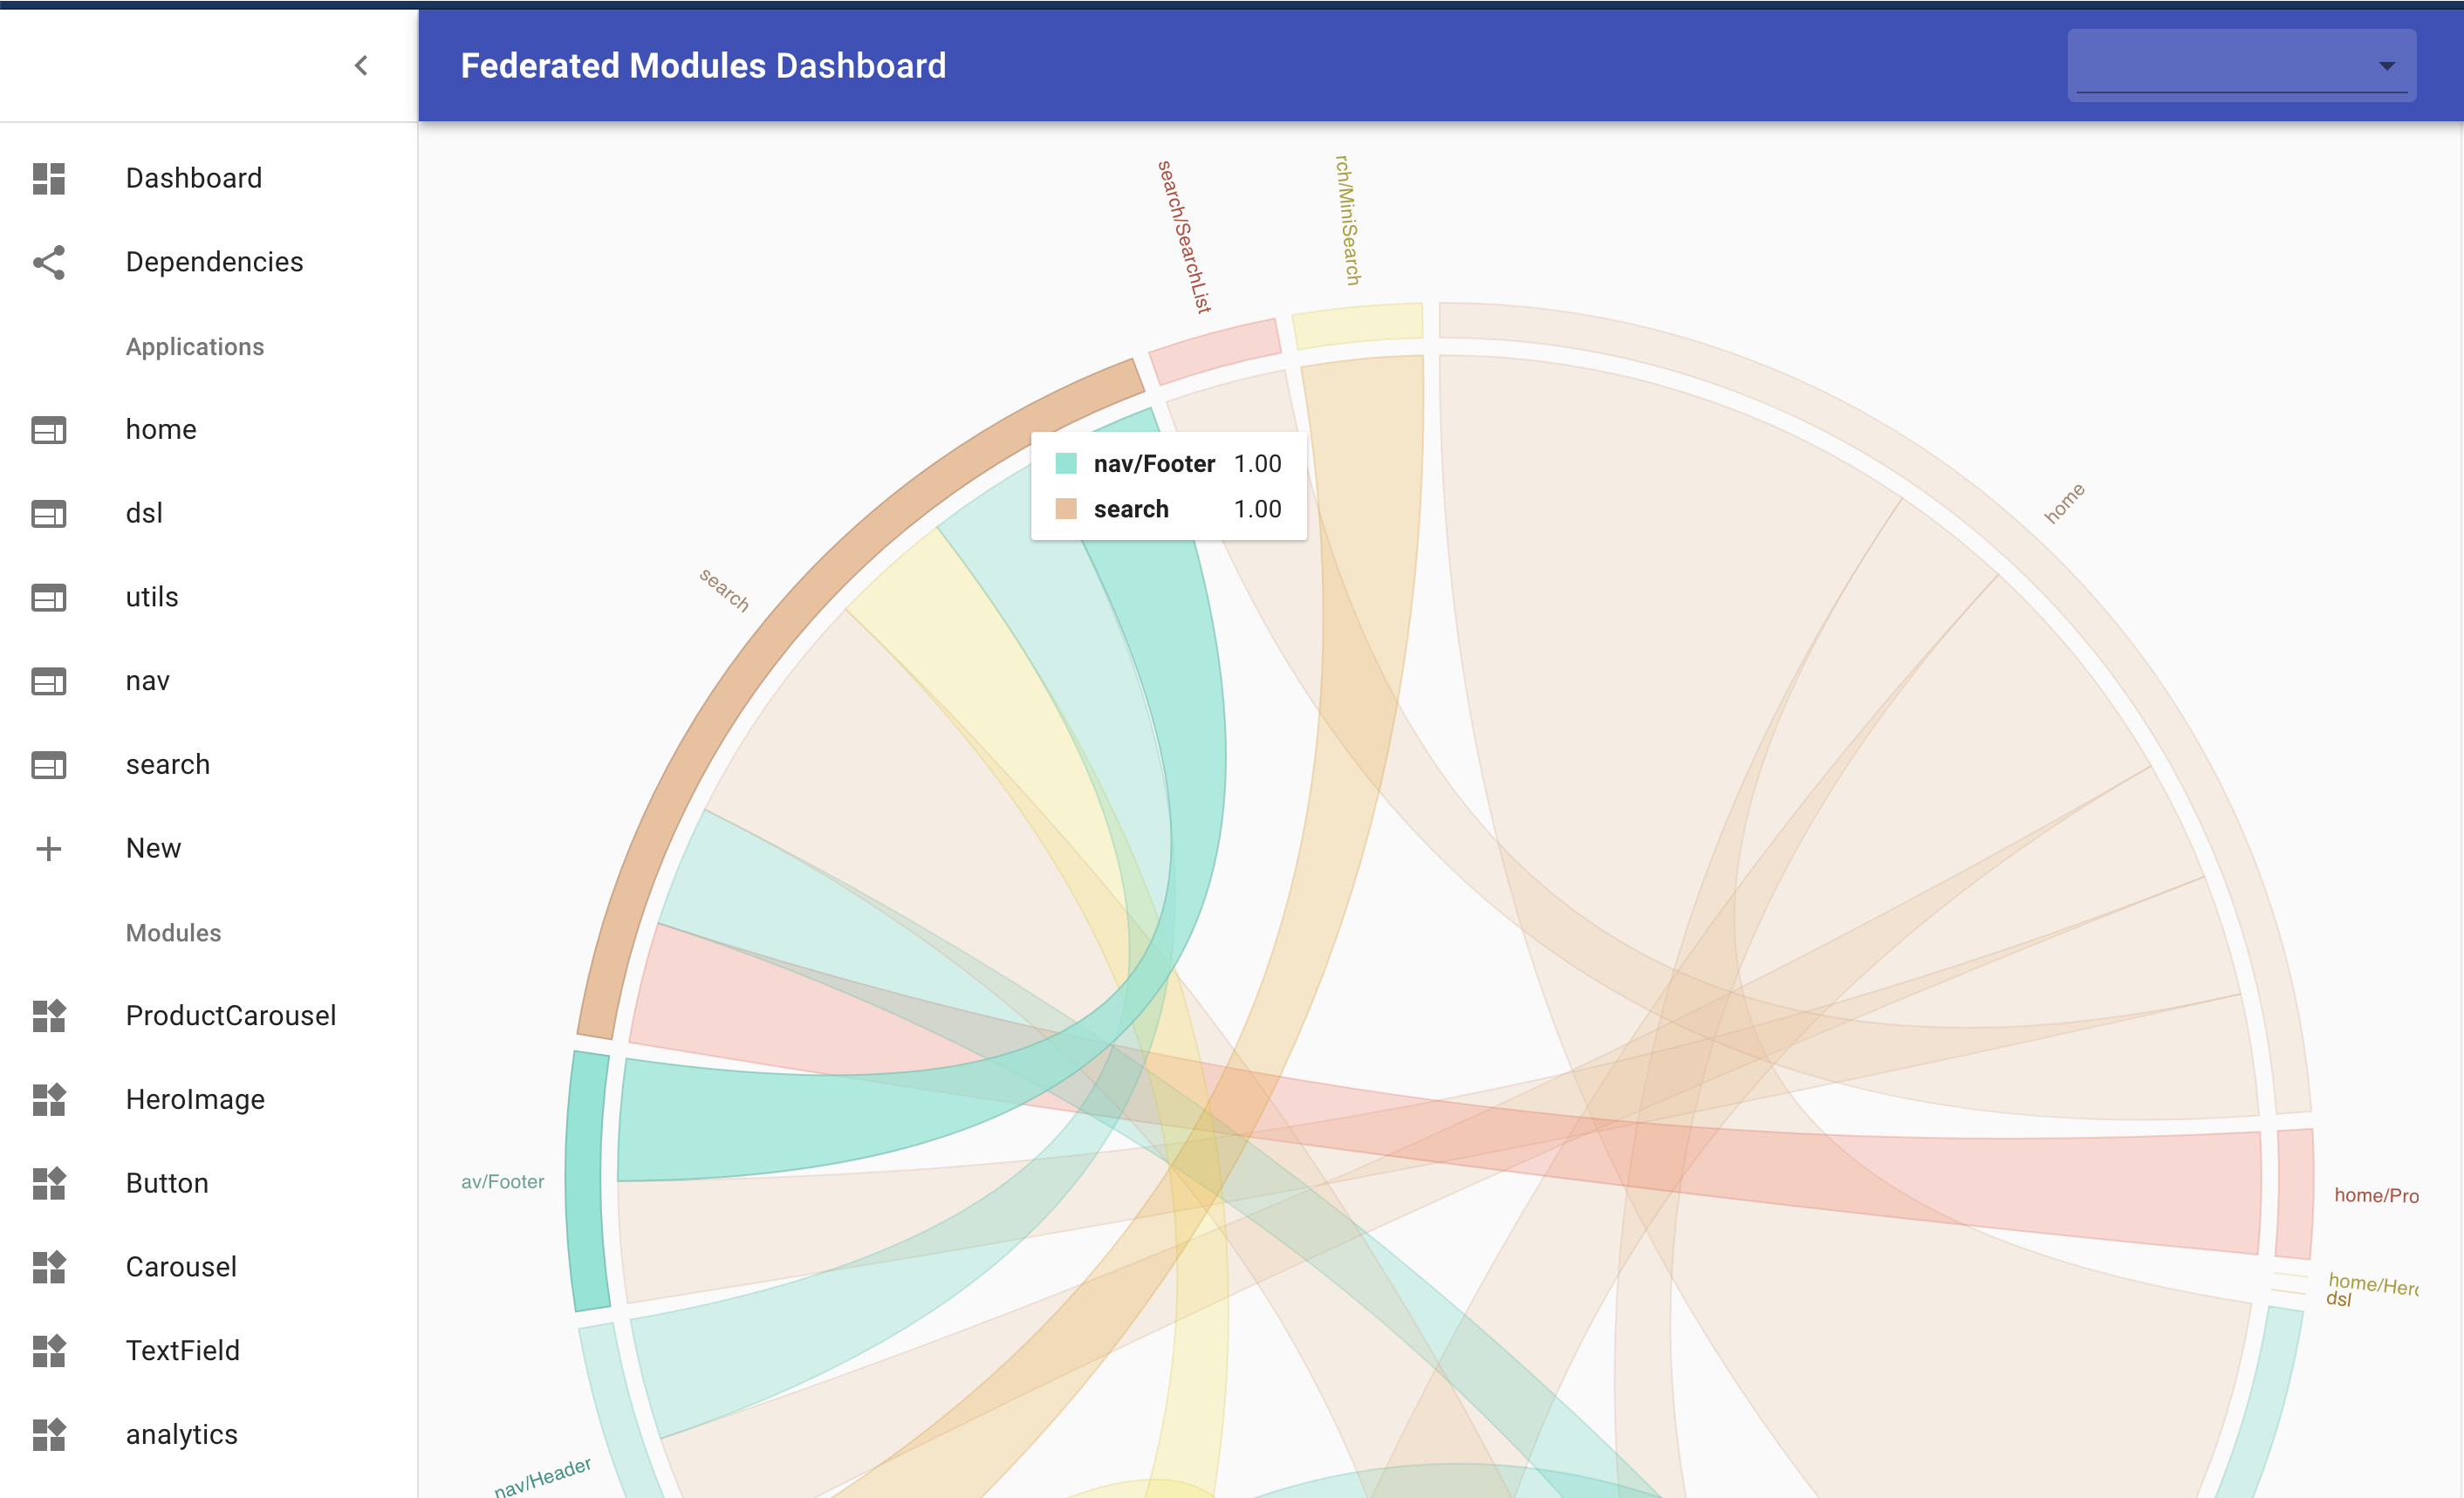 Federated Modules Dashboard
Dashboard
Dependencies
Applications
home
dsl
utils
nav
search
New
Modules
ProductCarousel
HeroImage
Button
Carousel
TextField
analytics
search/SearchList
rch/MiniSearch
home
search
nav/Footer 1.00
search 1.00
av/Footer
nav/Header
home/Pro
home/Herc
dsl